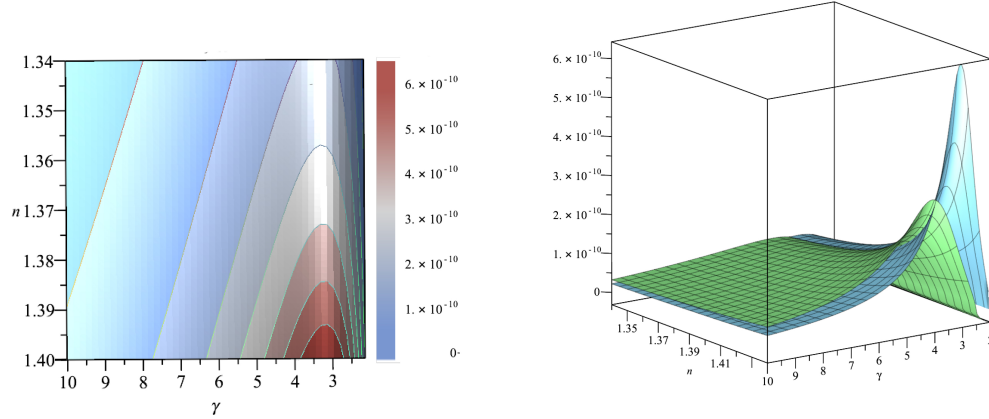 1.34
1.35
1.36
n 1.37
1.38
1.39
1.40
10 9 8 7 6 5 4 3
γ
6. × 10⁻¹⁰
5. × 10⁻¹⁰
4. × 10⁻¹⁰
3. × 10⁻¹⁰
2. × 10⁻¹⁰
1. × 10⁻¹⁰
0-
6. × 10⁻¹⁰
5. × 10⁻¹⁰
4. × 10⁻¹⁰
3. × 10⁻¹⁰
2. × 10⁻¹⁰
1. × 10⁻¹⁰
0
1.35
1.37
1.39
1.41
n
10 9 8 7 6 5 4 3
γ